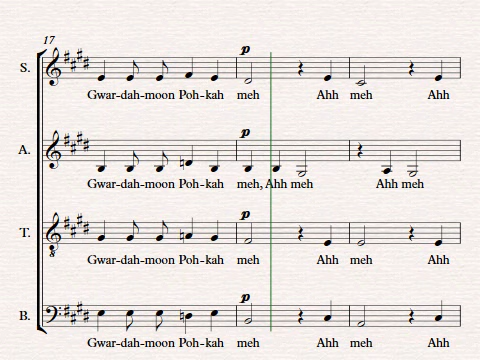 17
S.
p
Gwar-dah-moon Poh-kah meh Ahh meh Ahh
A.
p
Gwar-dah-moon Poh-kah meh, Ahh meh Ahh meh
T.
p
8
Gwar-dah-moon Poh-kah meh Ahh meh Ahh
B.
p
Gwar-dah-moon Poh-kah meh Ahh meh Ahh